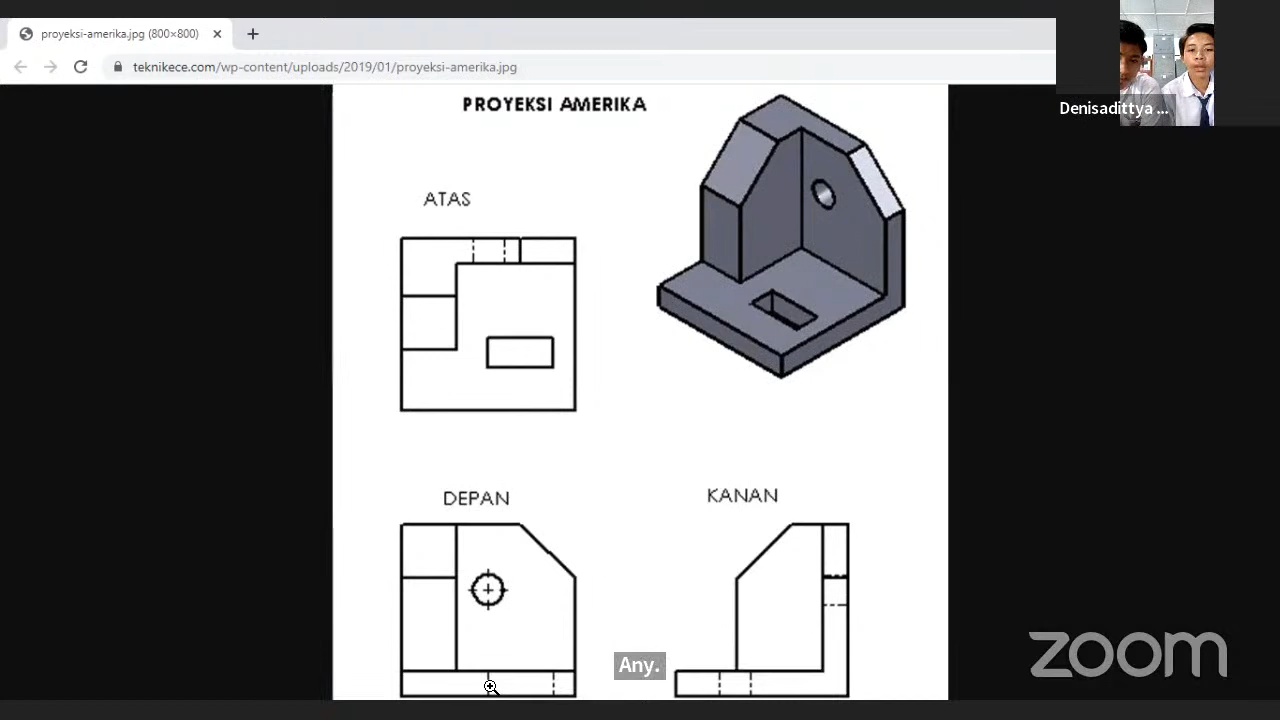 proyeksi-amerika.jpg (800×800)
teknikece.com/wp-content/uploads/2019/01/proyeksi-amerika.jpg
Denisadittya ...
PROYEKSI AMERIKA
ATAS
DEPAN
KANAN
Any.
zoom